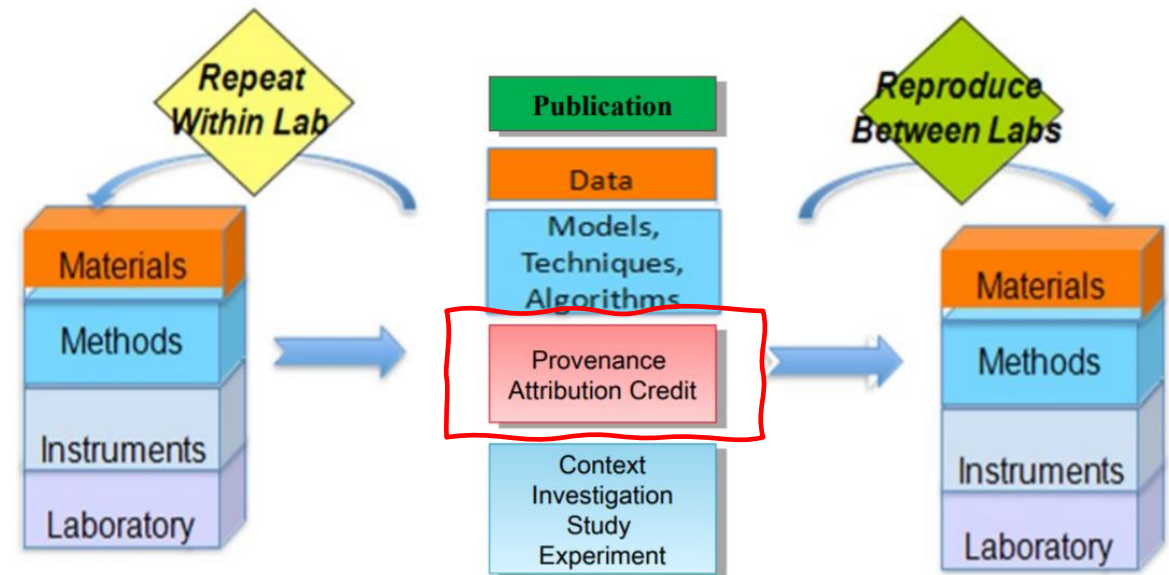 Repeat
Within Lab
Materials
Methods
Instruments
Laboratory
Publication
Data
Models,
Techniques,
Algorithms
Provenance
Attribution Credit
Context
Investigation
Study
Experiment
Reproduce
Between Labs
Materials
Methods
Instruments
Laboratory